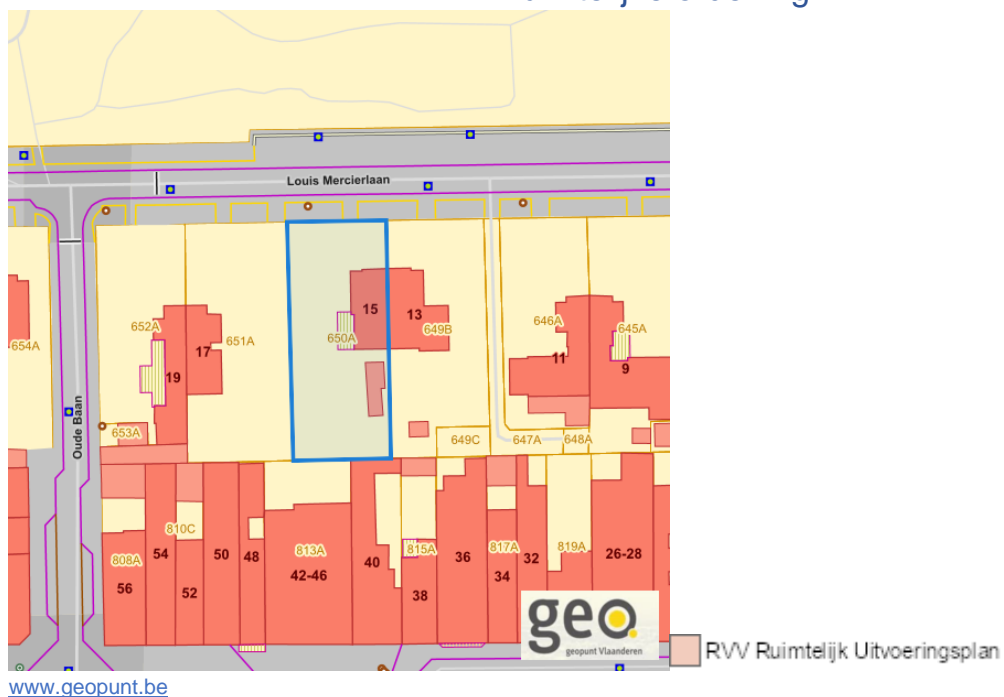 Louis Mercierlaan
Oude Baan
654A
652A
651A
650A
649B
646A
645A
19
17
15
13
11
9
653A
649C
647A
648A
808A
810C
813A
815A
817A
819A
56
54
52
50
48
42-46
40
38
36
34
32
26-28
geo.
geopunt Vlaanderen
RVV Ruimtelijk Uitvoeringsplan
www.geopunt.be